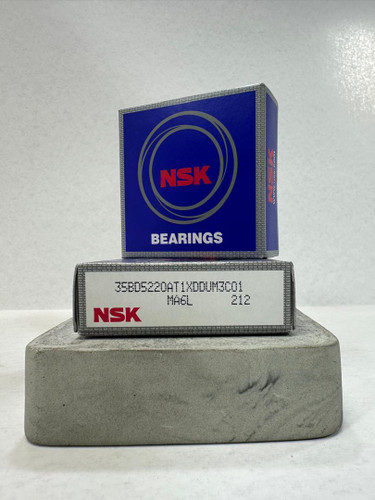 NSK
BEARINGS
NSK
35BD5220AT1XDDUM3C01
MA6L 212
NSK